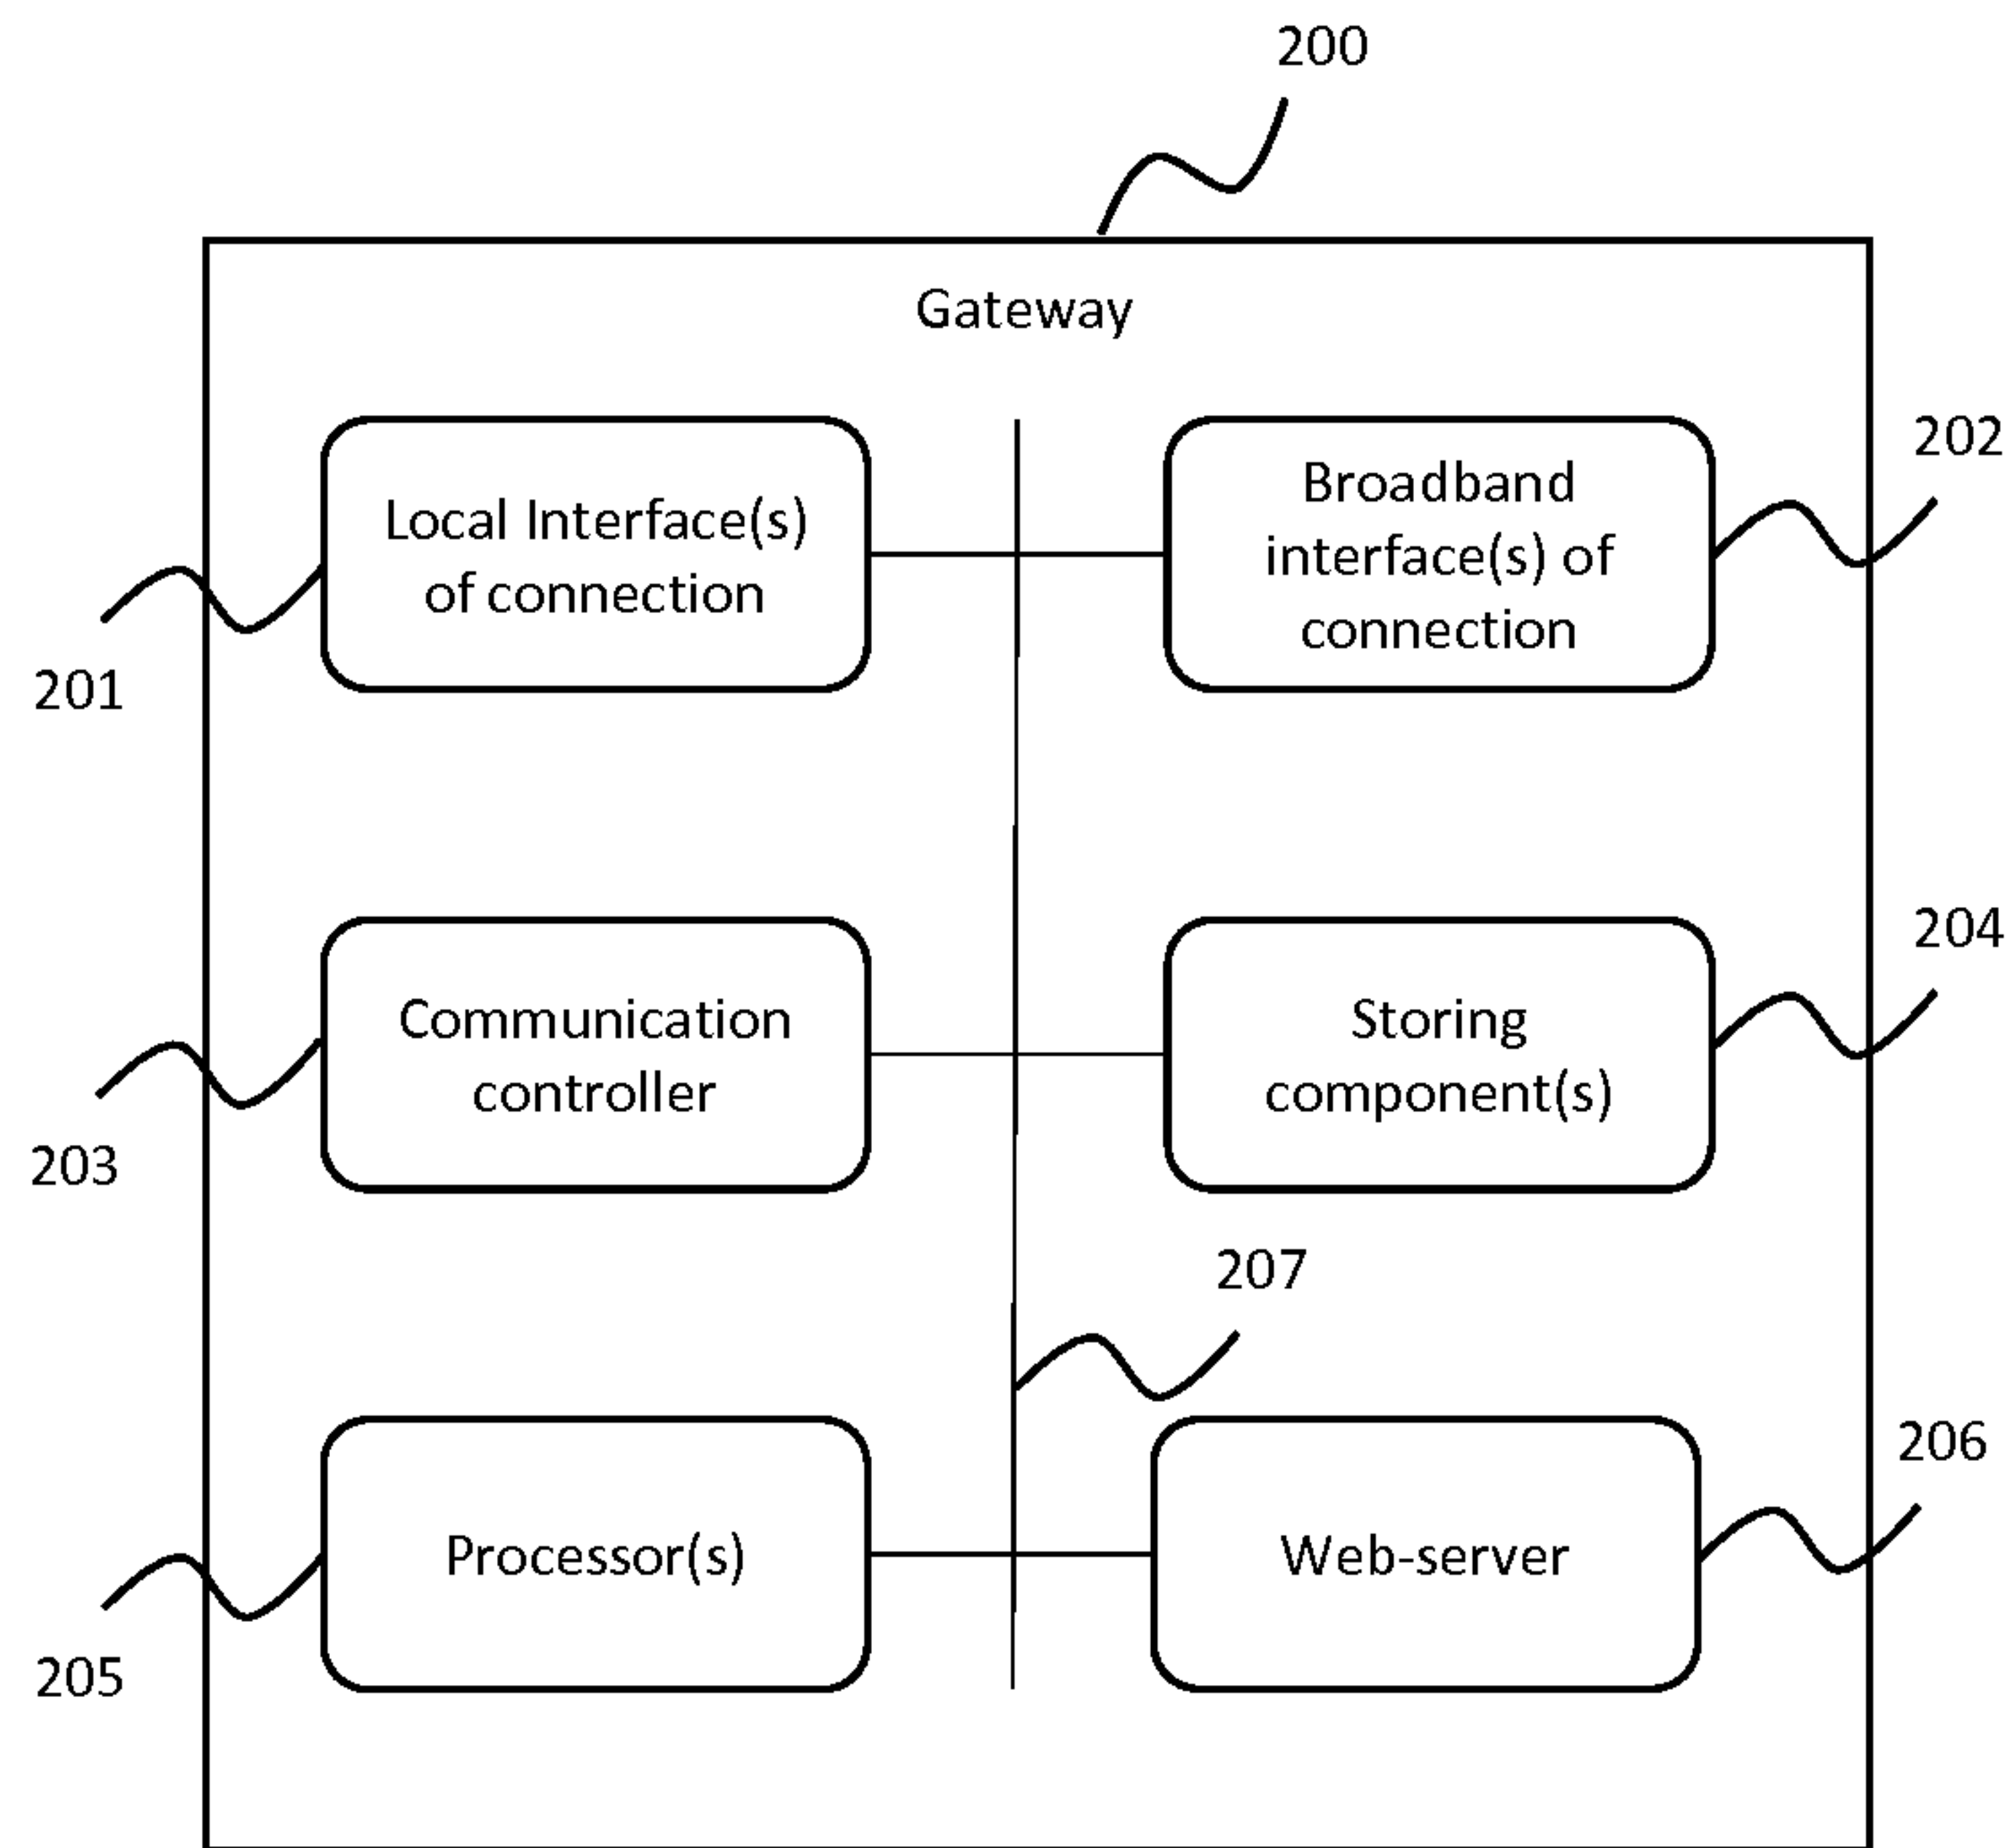 200
Gateway
202
Local Interface(s)
of connection
Broadband
interface(s) of
connection
201
204
Communication
controller
Storing
component(s)
203
207
206
Processor(s)
Web-server
205